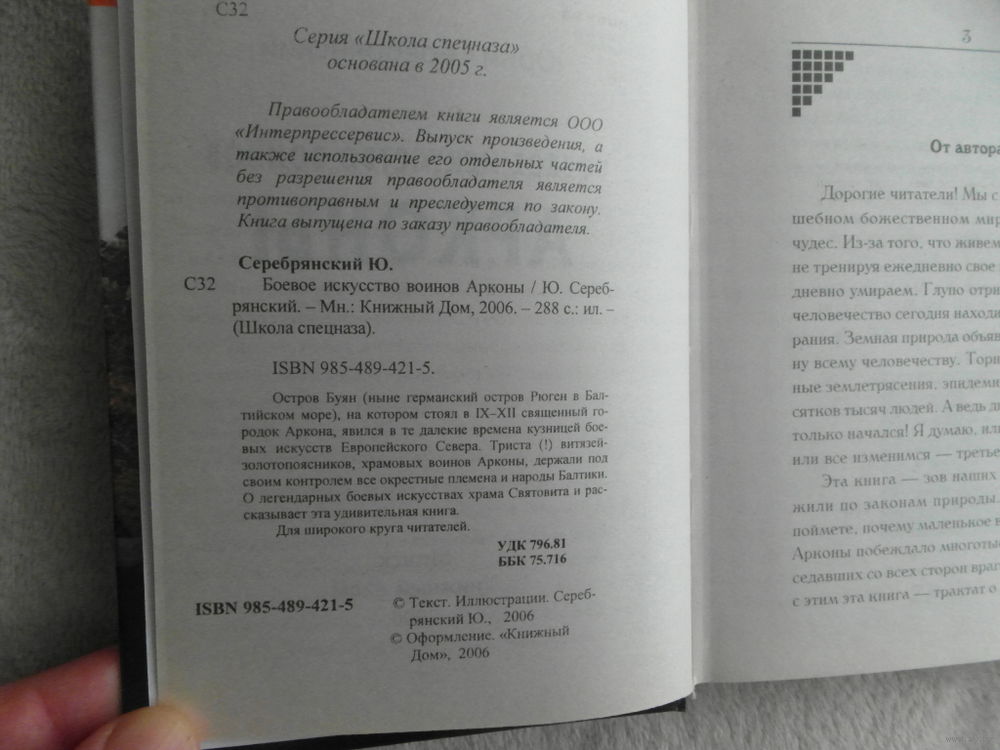 С32
Серия «Школа спецназа»
основана в 2005 г.
Правообладателем книги является ООО
«Интерпрессервис». Выпуск произведения, а
также использование его отдельных частей
без разрешения правообладателя является
противоправным и преследуется по закону.
Книга выпущена по заказу правообладателя.
Серебрянский Ю.
С32 Боевое искусство воинов Арконы / Ю. Сереб-
рянский. – Мн.: Книжный Дом, 2006. – 288 с.: ил. –
(Школа спецназа).
ISBN 985-489-421-5.
Остров Буян (ныне германский остров Рюген в Бал-
тийском море), на котором стоял в IX–XII священный го-
родок Аркона, явился в те далекие времена кузницей бое-
вых искусств Европейского Севера. Триста (!) витязей-
золотопоясников, храмовых воинов Арконы, держали под
своим контролем все окрестные племена и народы Балтики.
О легендарных боевых искусствах храма Святовита и рас-
сказывает эта удивительная книга.
Для широкого круга читателей.
УДК 796.81
ББК 75.716
ISBN 985-489-421-5
© Текст. Иллюстрации. Сереб-
рянский Ю., 2006
© Оформление. «Книжный
Дом», 2006
3
От автора
Дорогие читатели! Мы с
шебном божественном мир
чудес. Из-за того, что живем
не тренируя ежедневно свое
дневно умираем. Глупо отри
человечество сегодня находи
рания. Земная природа объяв
ну всему человечеству. Торн
ные землетрясения, эпидеми
сятков тысяч людей. А ведь
только начался! Я думаю, или
или все изменимся — третье
Эта книга — зов наших
жили по законам природы.
поймете, почему маленькое в
Арконы побеждало многоты
седавших со всех сторон враг
с этим эта книга — трактат о